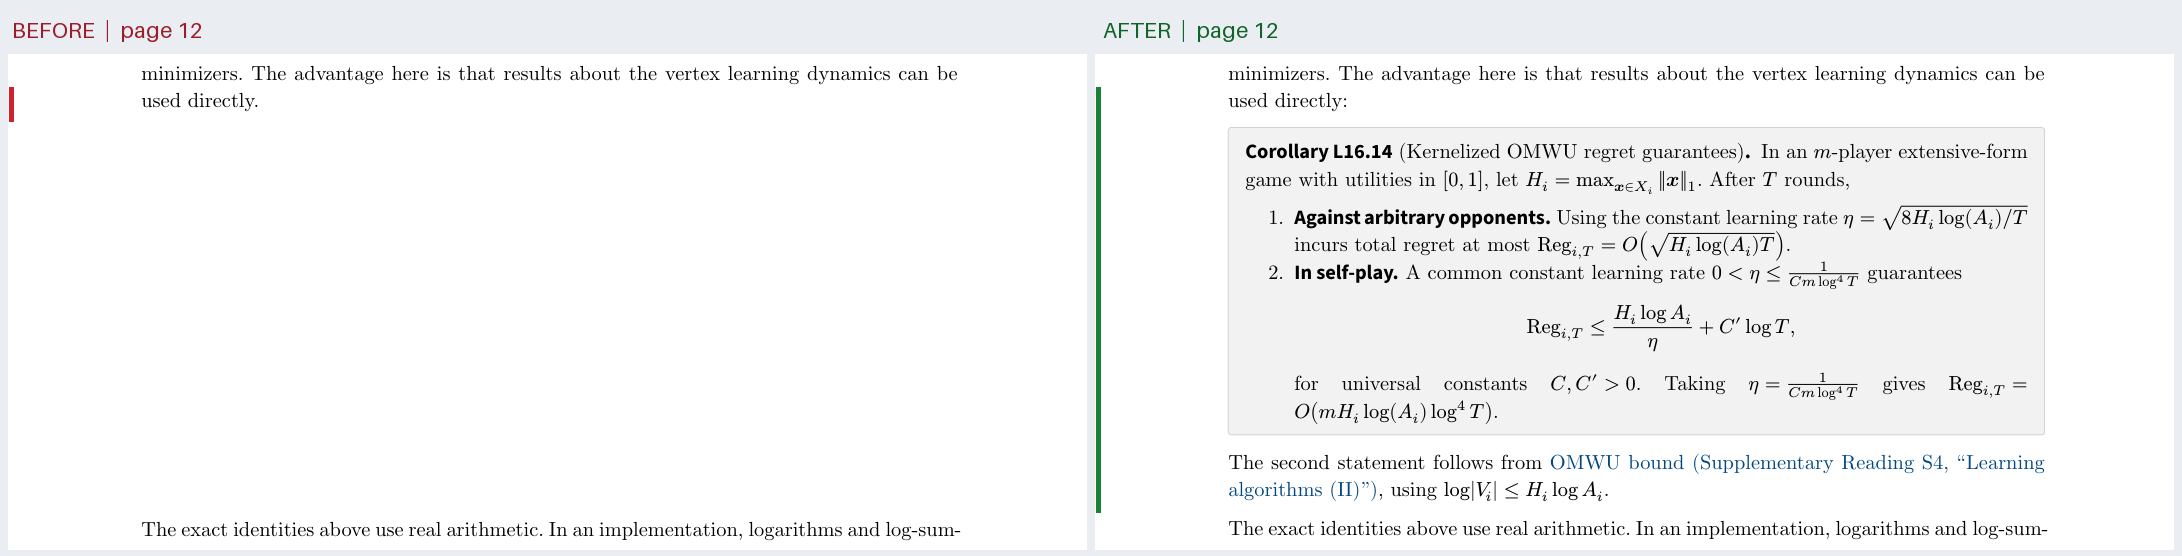 BEFORE | page 12
minimizers. The advantage here is that results about the vertex learning dynamics can be
used directly.
The exact identities above use real arithmetic. In an implementation, logarithms and log-sum-
AFTER | page 12
minimizers. The advantage here is that results about the vertex learning dynamics can be
used directly:
Corollary L16.14 (Kernelized OMWU regret guarantees). In an m-player extensive-form
game with utilities in [0, 1], let H_i = max_{x∈X_i} ‖x‖_1. After T rounds,
1. Against arbitrary opponents. Using the constant learning rate η = √(8H_i log(A_i)/T)
incurs total regret at most Reg_{i,T} = O(√(H_i log(A_i)T)).
2. In self-play. A common constant learning rate 0 < η ≤ 1/(Cm log^4 T) guarantees
Reg_{i,T} ≤ (H_i log A_i)/η + C′ log T,
for universal constants C, C′ > 0. Taking η = 1/(Cm log^4 T) gives Reg_{i,T} =
O(mH_i log(A_i) log^4 T).
The second statement follows from OMWU bound (Supplementary Reading S4, “Learning
algorithms (II)”), using log|V_i| ≤ H_i log A_i.
The exact identities above use real arithmetic. In an implementation, logarithms and log-sum-